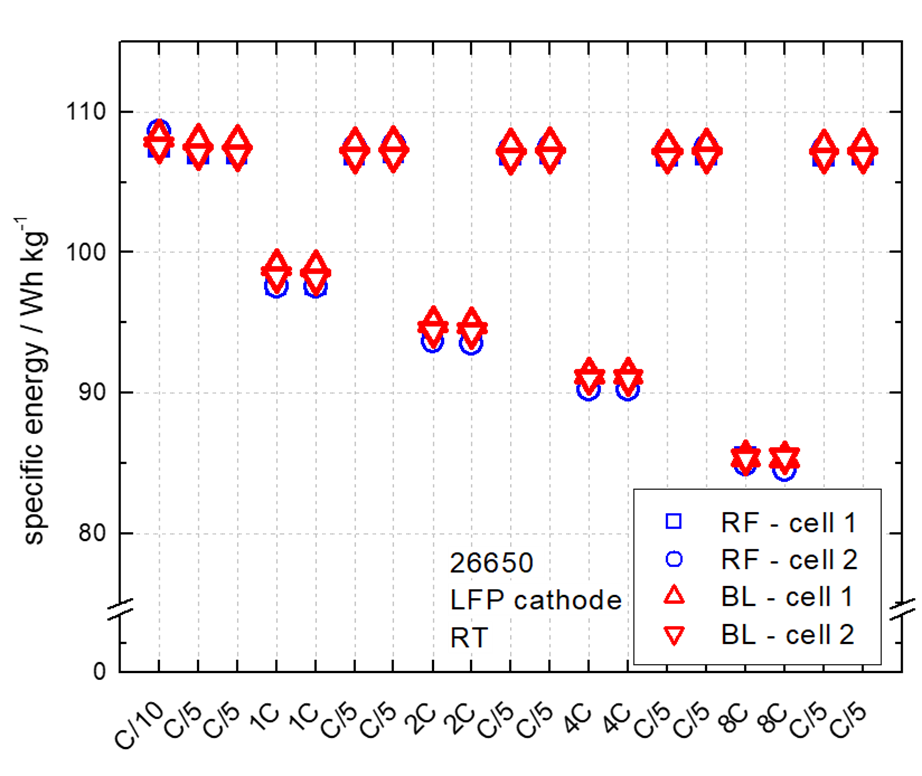 110
100
90
80
0
specific energy / Wh kg⁻¹
26650
LFP cathode
RT
RF - cell 1
RF - cell 2
BL - cell 1
BL - cell 2
C/10 C/5 C/5 1C 1C C/5 C/5 2C 2C C/5 C/5 4C 4C C/5 C/5 8C 8C C/5 C/5